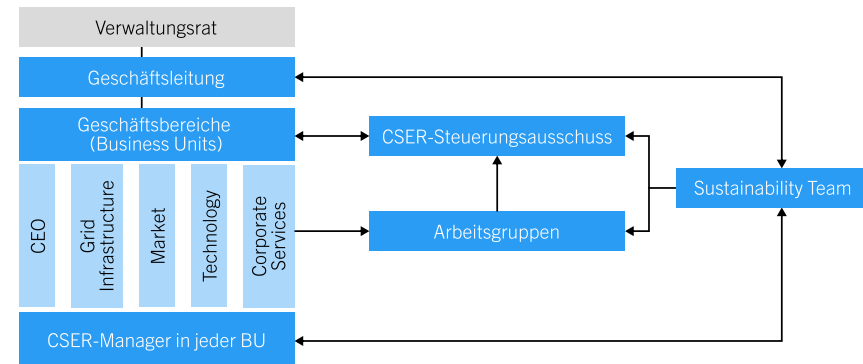 Verwaltungsrat
Geschäftsleitung
Geschäftsbereiche
(Business Units)
CSER-Steuerungsausschuss
Sustainability Team
CEO
Grid
Infrastructure
Market
Technology
Corporate
Services
Arbeitsgruppen
CSER-Manager in jeder BU